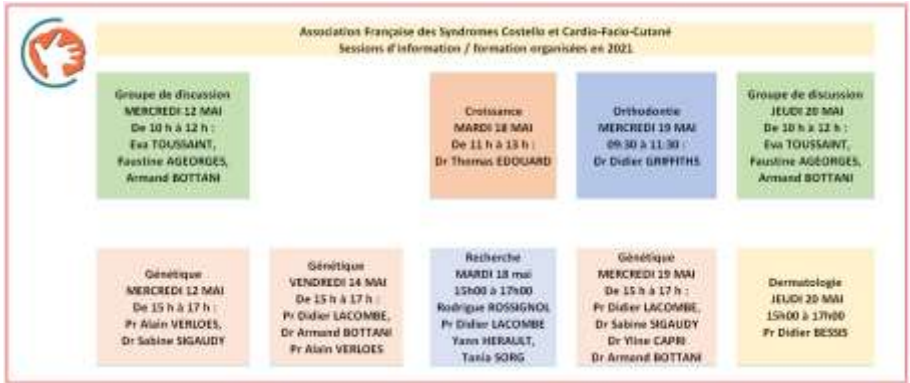 Association Française des Syndromes Costello et Cardio-Facio-Cutané
Sessions d'information / formation organisées en 2021
Groupe de discussion
MERCREDI 12 MAI
De 10 h à 12 h :
Eva TOUSSAINT,
Faustine AGEORGES,
Armand BOTTANI
Croissance
MARDI 18 MAI
De 11 h à 13 h :
Dr Thomas EDOUARD
Orthodontie
MERCREDI 19 MAI
09:30 à 11:30 :
Dr Didier GRIFFITHS
Groupe de discussion
JEUDI 20 MAI
De 10 h à 12 h :
Eva TOUSSAINT,
Faustine AGEORGES,
Armand BOTTANI
Génétique
MERCREDI 12 MAI
De 15 h à 17 h :
Pr Alain VERLOES,
Dr Sabine SIGAUDY
Génétique
VENDREDI 14 MAI
De 15 h à 17 h :
Pr Didier LACOMBE,
Dr Armand BOTTANI
Pr Alain VERLOES
Recherche
MARDI 18 mai
15h00 à 17h00
Rodrigue ROSSIGNOL
Pr Didier LACOMBE
Yann HERAULT,
Tania SORG
Génétique
MERCREDI 19 MAI
De 15 h à 17 h :
Pr Didier LACOMBE,
Dr Sabine SIGAUDY
Dr Yline CAPRI
Dr Armand BOTTANI
Dermatologie
JEUDI 20 MAI
15h00 à 17h00
Pr Didier BESSIS